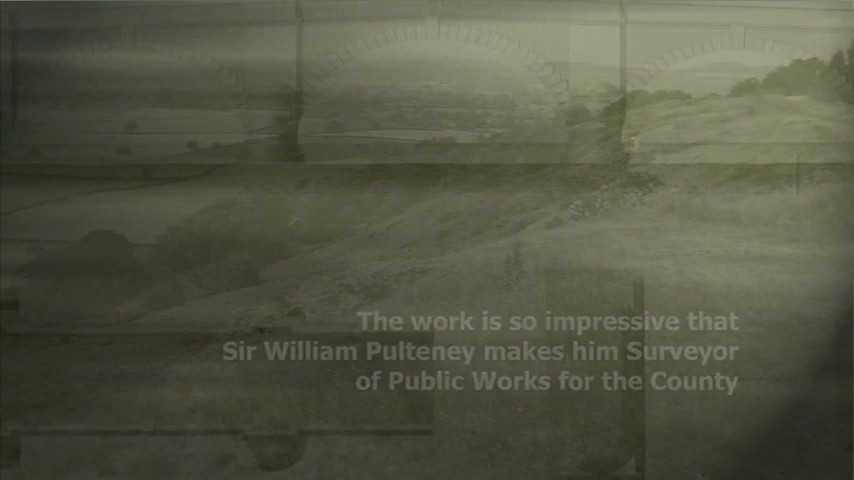 The work is so impressive that
Sir William Pulteney makes him Surveyor
of Public Works for the County